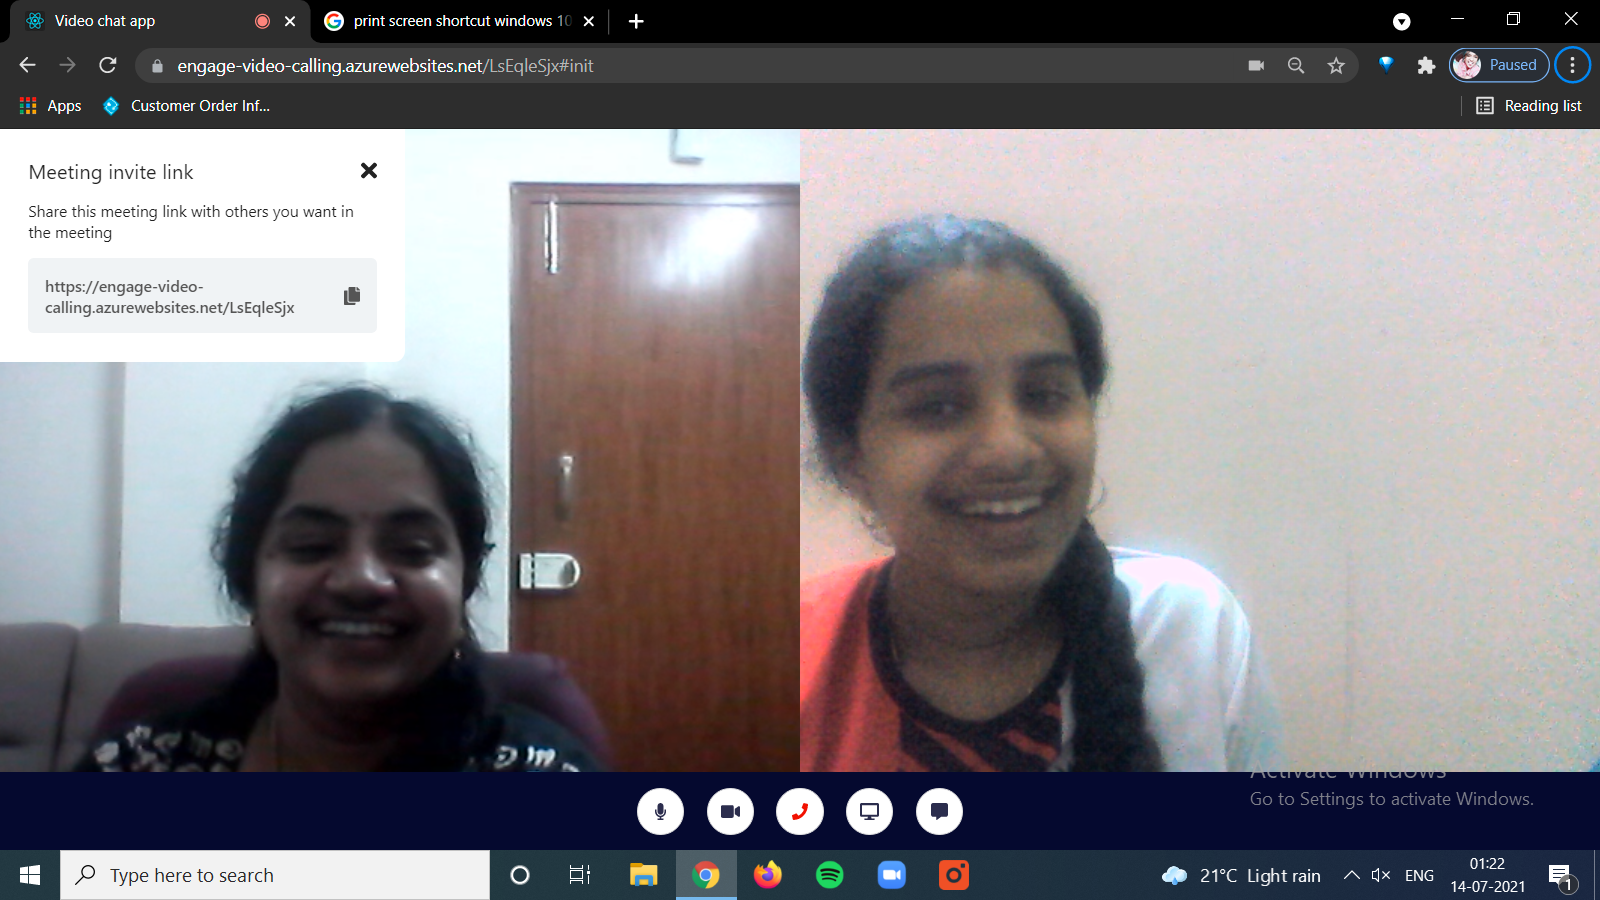 Video chat app
print screen shortcut windows 10
engage-video-calling.azurewebsites.net/LsEqleSjx#init
Paused
Apps
Customer Order Inf...
Reading list
Meeting invite link
Share this meeting link with others you want in
the meeting
https://engage-video-
calling.azurewebsites.net/LsEqleSjx
Activate Windows
Go to Settings to activate Windows.
Type here to search
21°C Light rain
ENG
01:22
14-07-2021
1